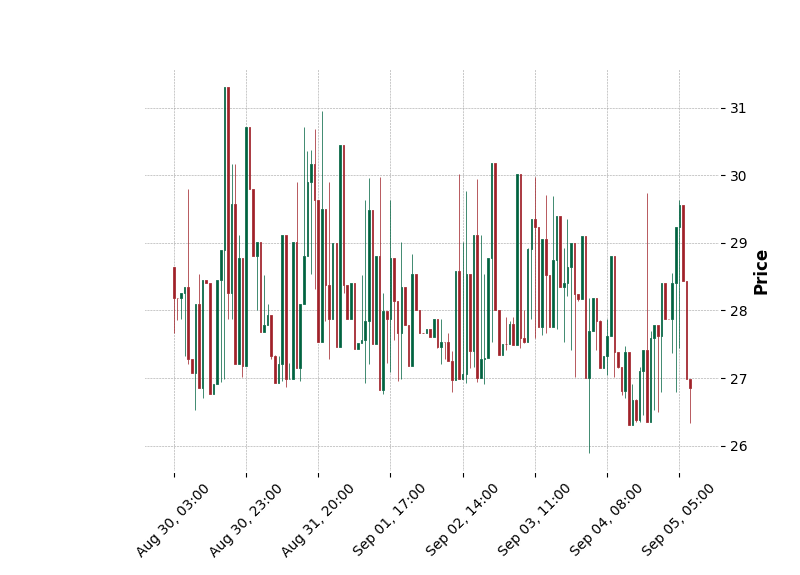 31
30
29
28
27
26
Price
Aug 30, 03:00
Aug 30, 23:00
Aug 31, 20:00
Sep 01, 17:00
Sep 02, 14:00
Sep 03, 11:00
Sep 04, 08:00
Sep 05, 05:00